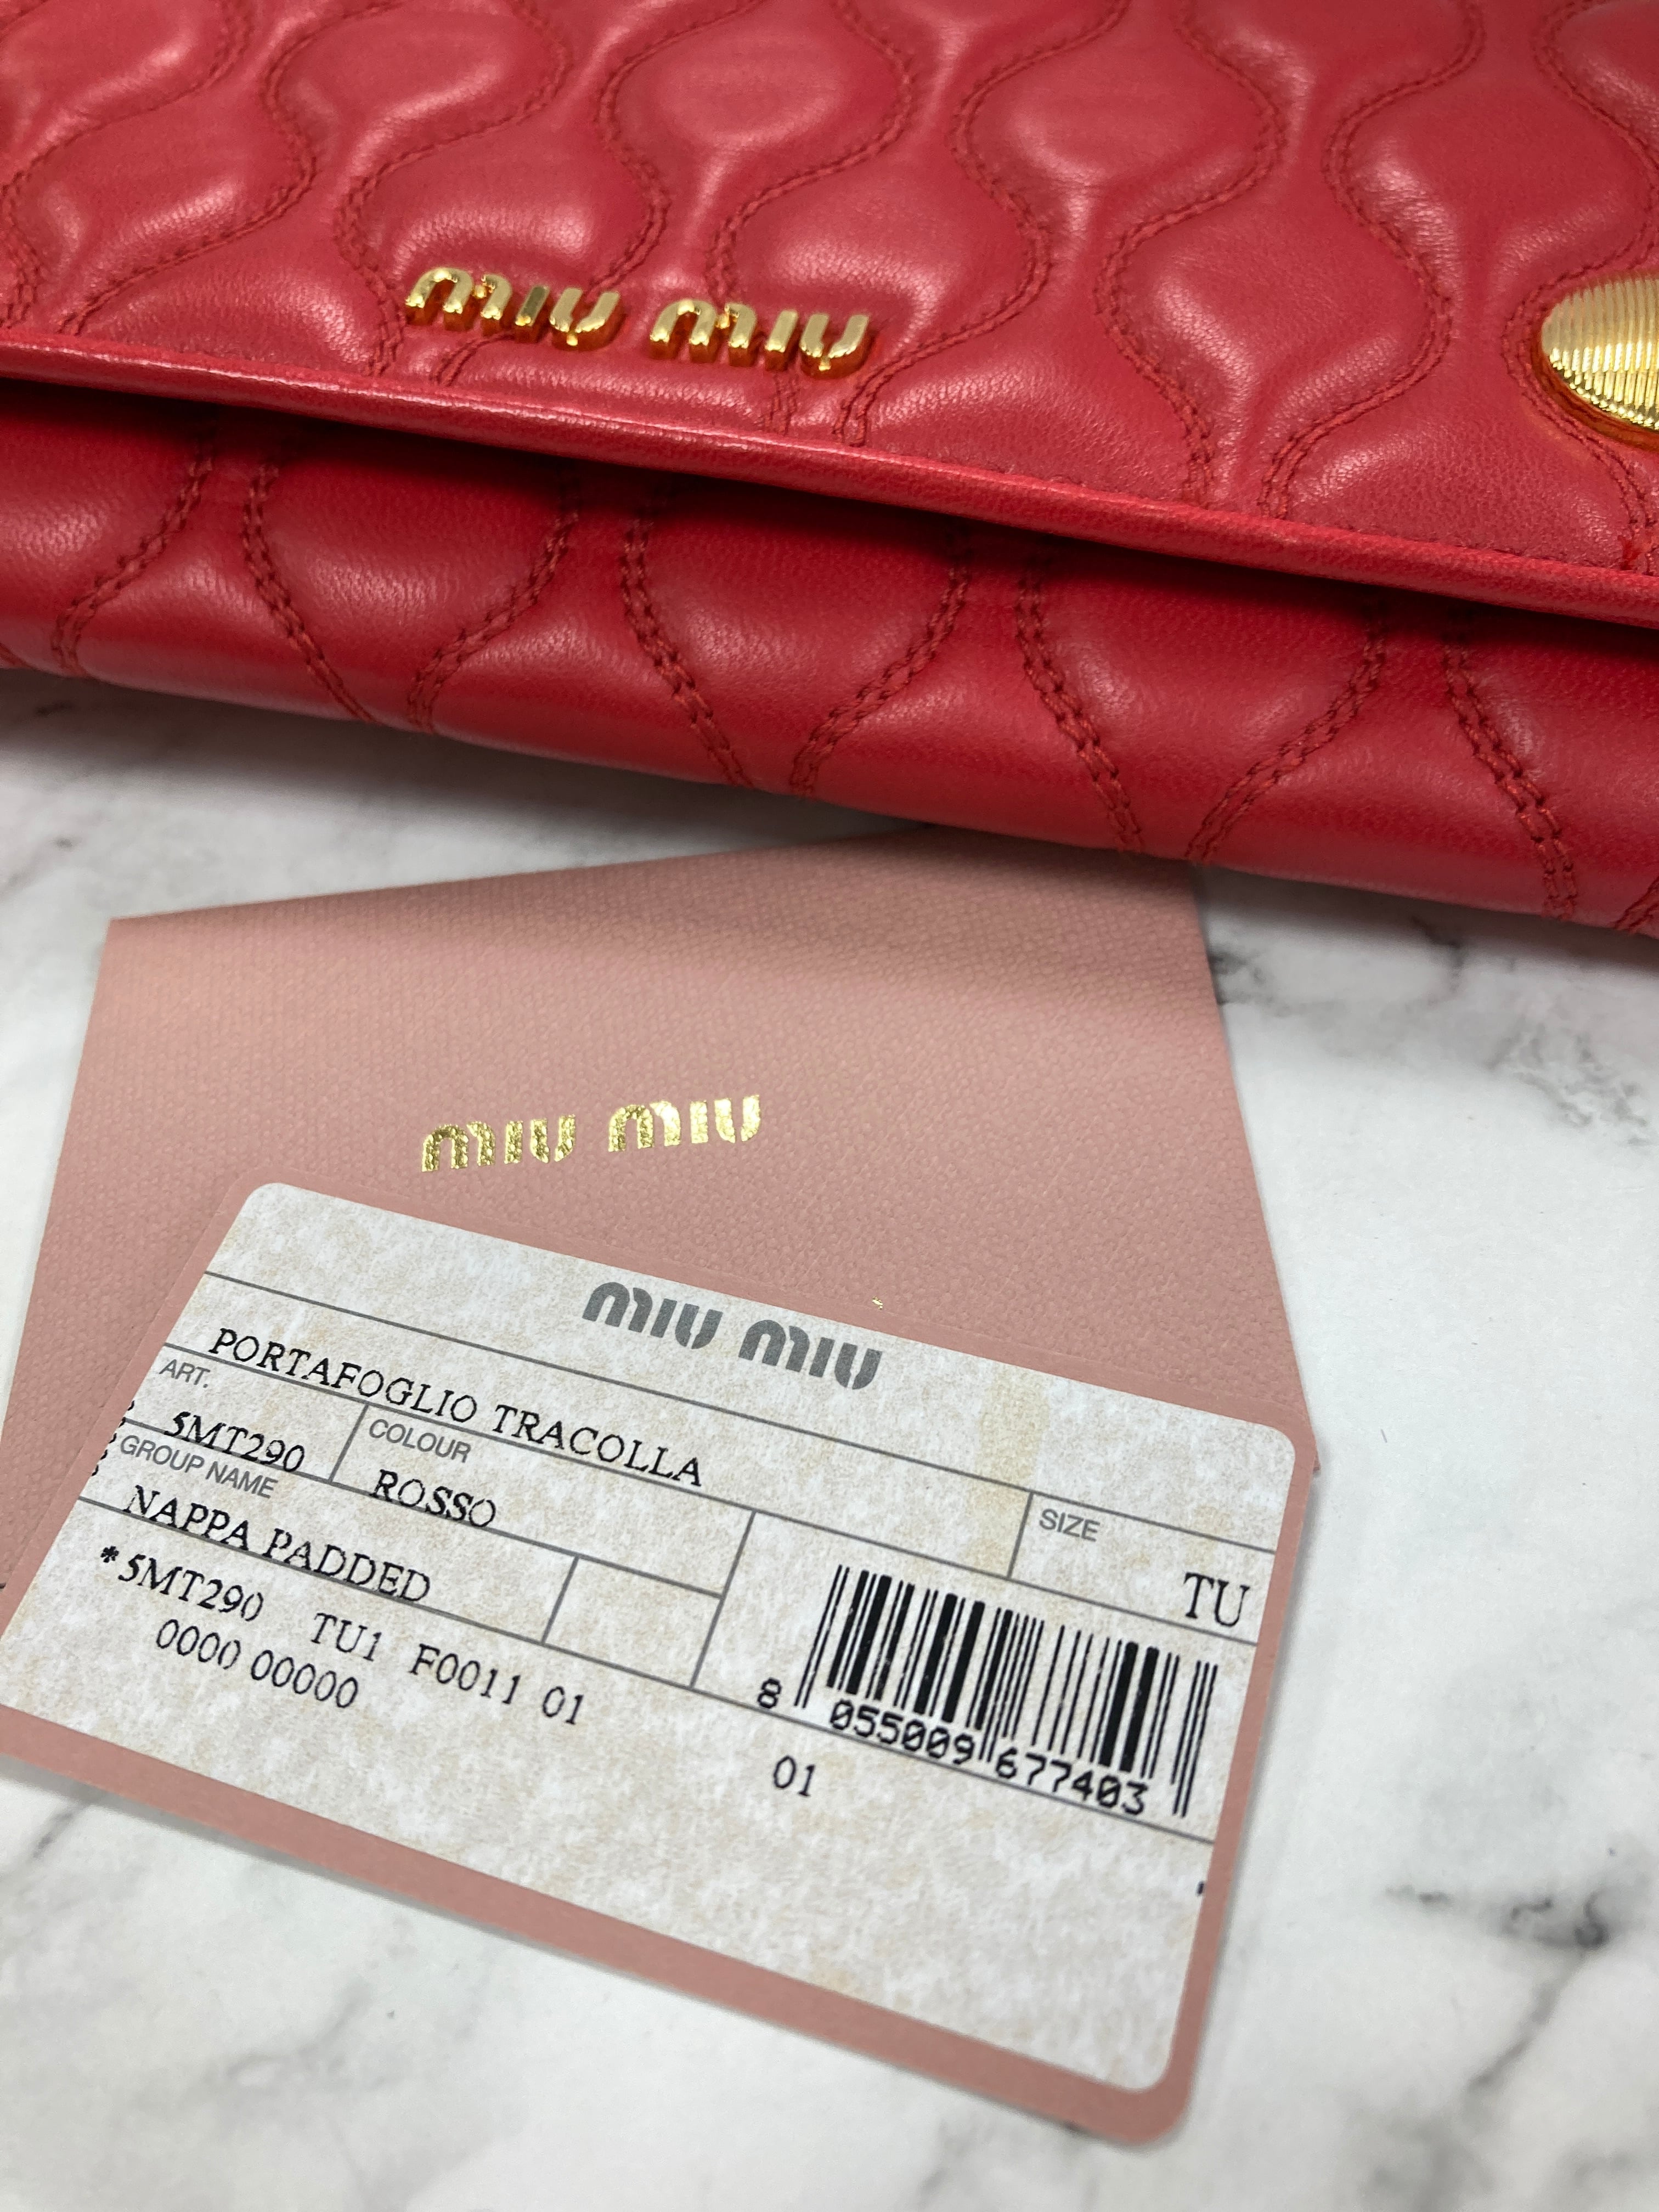 miu miu
miu miu
miu miu
PORTAFOGLIO TRACOLLA
ART.
5MT290
COLOUR
ROSSO
SIZE
TU
GROUP NAME
NAPPA PADDED
*5MT290 TU1 F0011 01
0000 00000
8 055009 677403
01